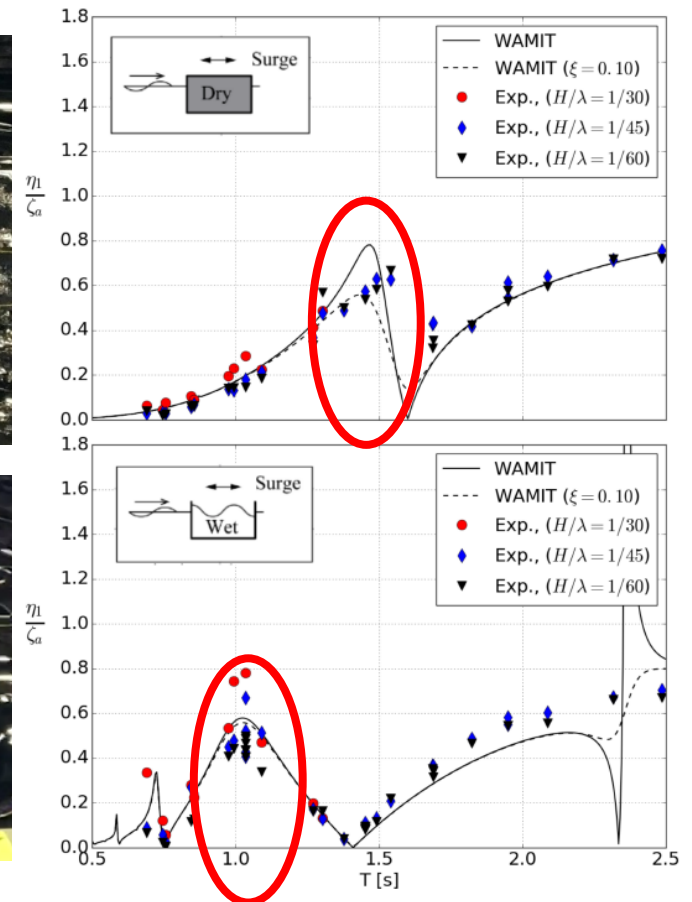 1.8
1.6
1.4
1.2
1.0
0.8
0.6
0.4
0.2
0.0
η₁/ζₐ
Surge
Dry
WAMIT
WAMIT (ξ = 0.10)
Exp., (H/λ = 1/30)
Exp., (H/λ = 1/45)
Exp., (H/λ = 1/60)
1.8
1.6
1.4
1.2
1.0
0.8
0.6
0.4
0.2
0.0
η₁/ζₐ
Surge
Wet
WAMIT
WAMIT (ξ = 0.10)
Exp., (H/λ = 1/30)
Exp., (H/λ = 1/45)
Exp., (H/λ = 1/60)
0.5 1.0 1.5 2.0 2.5
T [s]